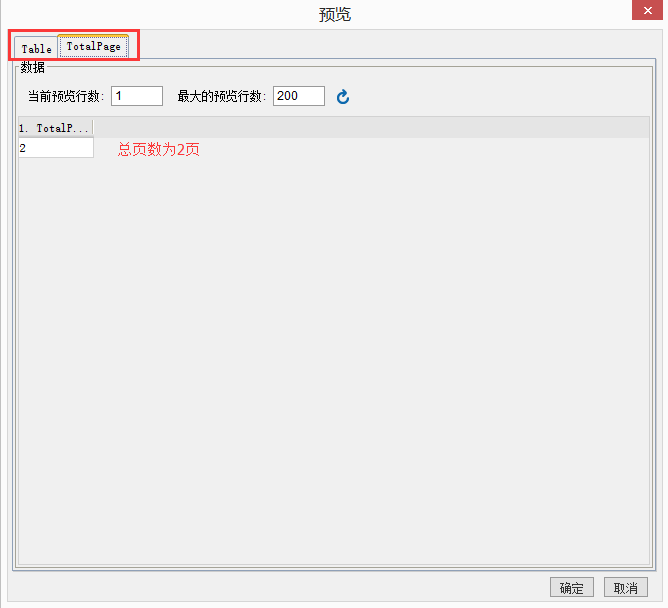 预览
Table TotalPage
数据
当前预览行数: 1 最大的预览行数: 200
1. TotalP...
2 总页数为2页
确定 取消